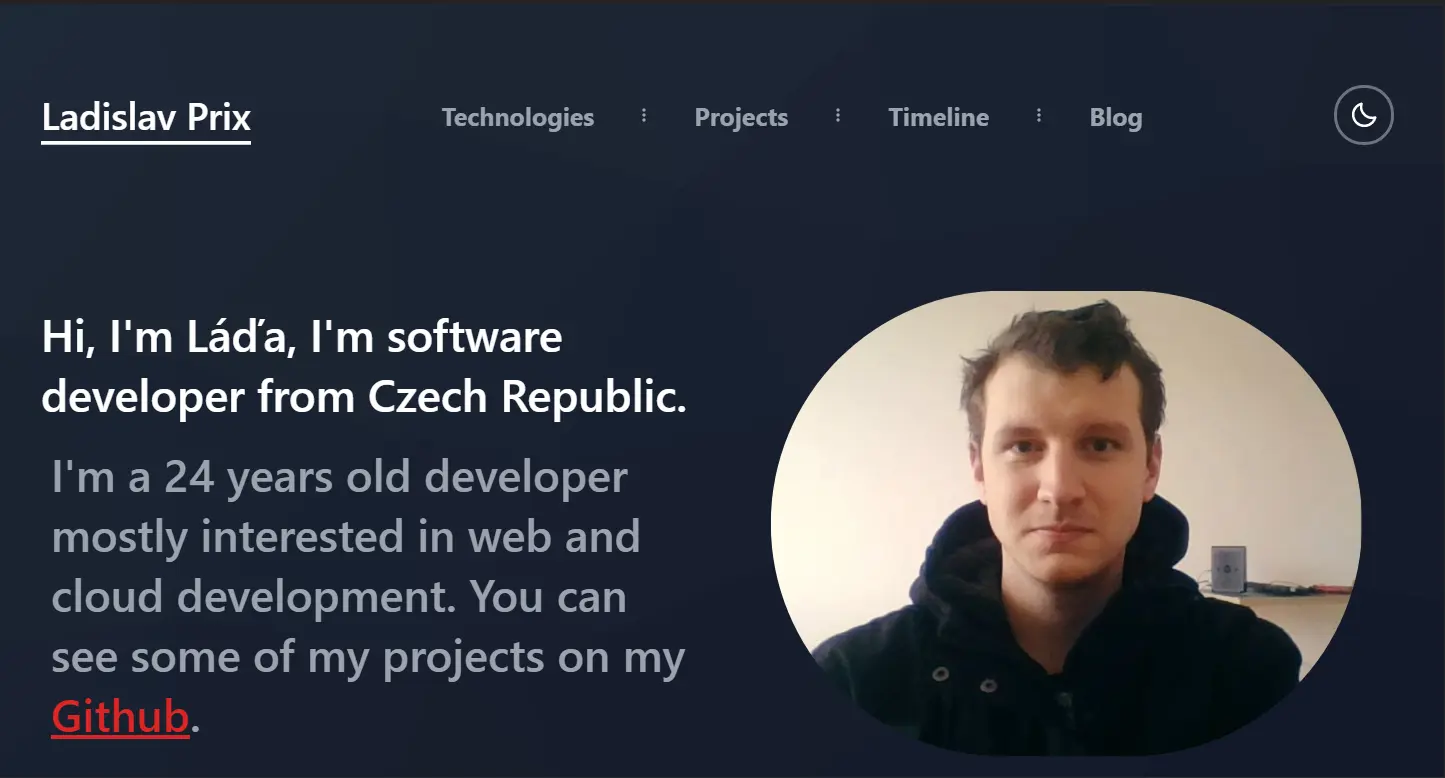 Ladislav Prix
Technologies
Projects
Timeline
Blog
Hi, I'm Láďa, I'm software
developer from Czech Republic.
I'm a 24 years old developer
mostly interested in web and
cloud development. You can
see some of my projects on my
Github.